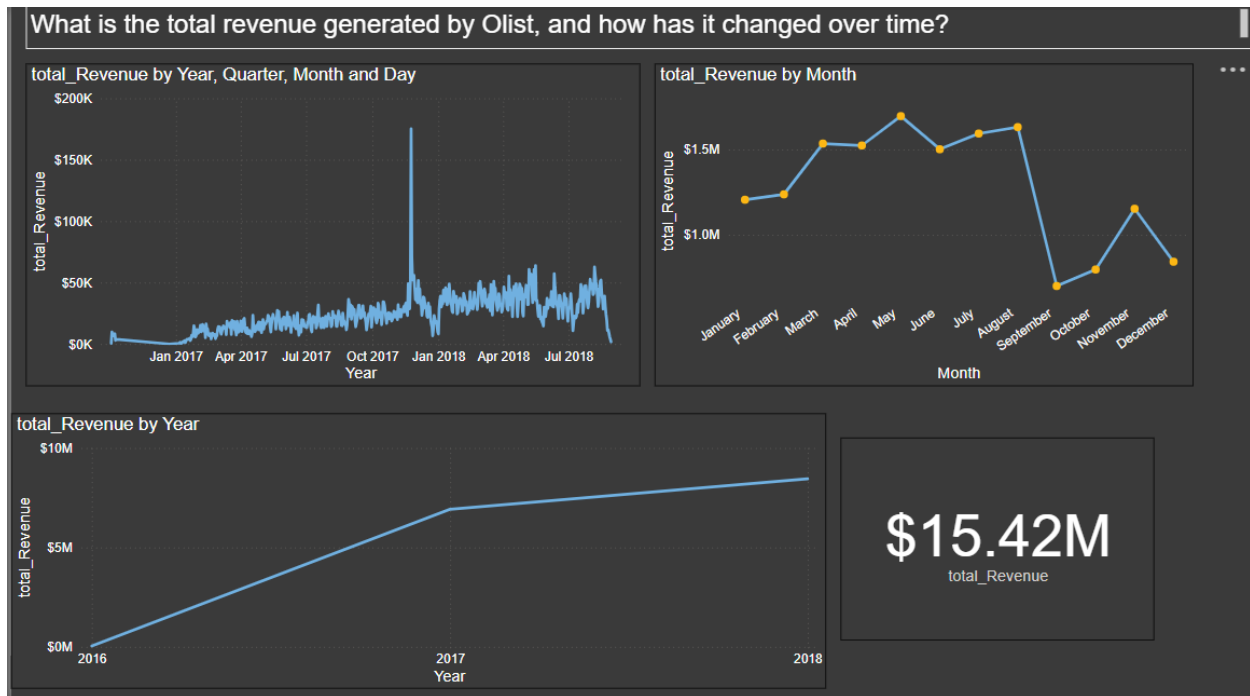 What is the total revenue generated by Olist, and how has it changed over time?
total_Revenue by Year, Quarter, Month and Day
$200K
$150K
$100K
$50K
$0K
total_Revenue
Jan 2017 Apr 2017 Jul 2017 Oct 2017 Jan 2018 Apr 2018 Jul 2018
Year
total_Revenue by Month
$1.5M
$1.0M
total_Revenue
January February March April May June July August September October November December
Month
total_Revenue by Year
$10M
$5M
$0M
total_Revenue
2016 2017 2018
Year
$15.42M
total_Revenue